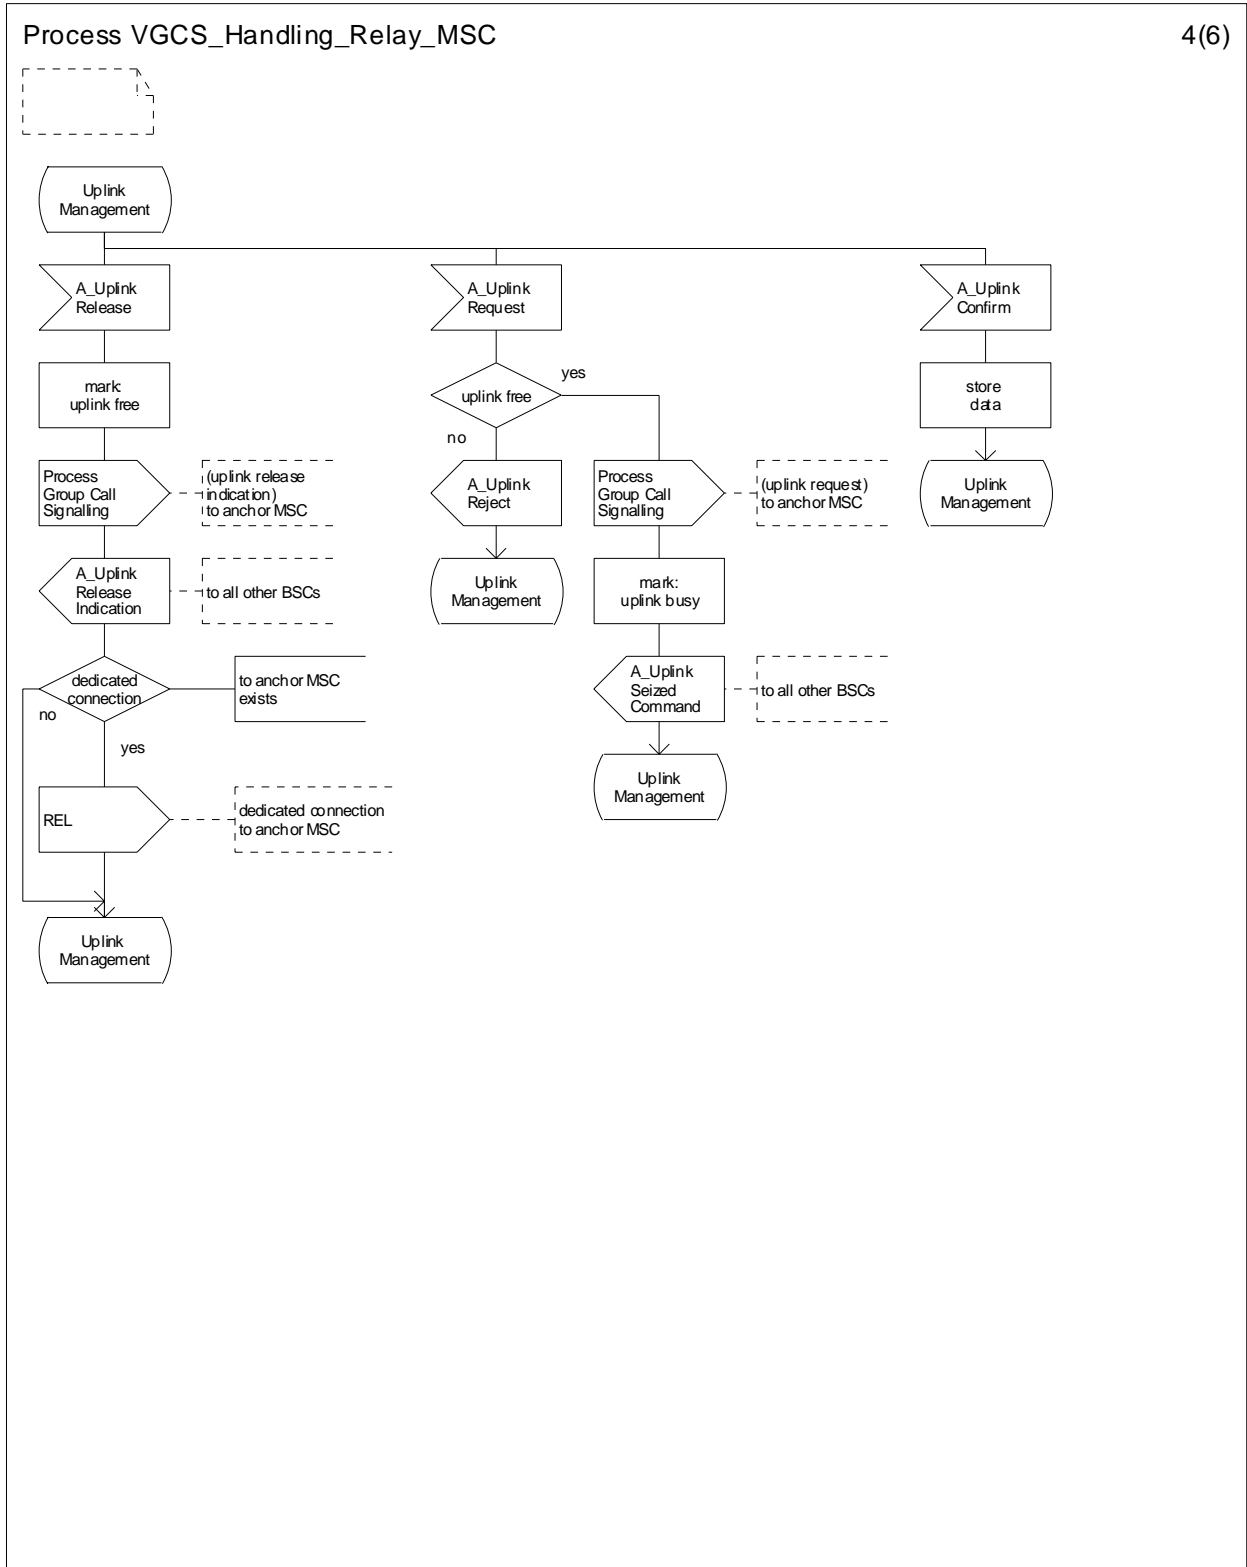 Process VGCS_Handling_Relay_MSC
4(6)
Uplink
Management
A_Uplink
Release
mark:
uplink free
Process
Group Call
Signalling
(uplink release
indication)
to anchor MSC
A_Uplink
Release
Indication
to all other BSCs
dedicated
connection
to anchor MSC
exists
no
yes
REL
dedicated connection
to anchor MSC
Uplink
Management
A_Uplink
Request
uplink free
yes
no
A_Uplink
Reject
Uplink
Management
Process
Group Call
Signalling
(uplink request)
to anchor MSC
mark:
uplink busy
A_Uplink
Seized
Command
to all other BSCs
Uplink
Management
A_Uplink
Confirm
store
data
Uplink
Management